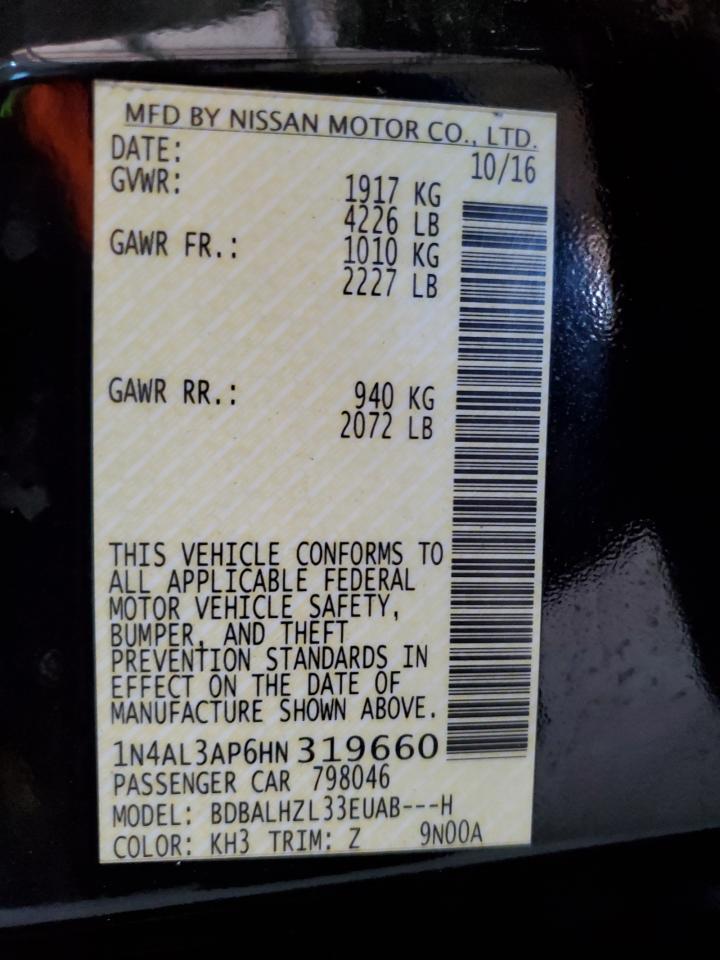 MFD BY NISSAN MOTOR CO., LTD.
DATE: 10/16
GVWR: 1917 KG
4226 LB
GAWR FR.: 1010 KG
2227 LB
GAWR RR.: 940 KG
2072 LB
THIS VEHICLE CONFORMS TO
ALL APPLICABLE FEDERAL
MOTOR VEHICLE SAFETY,
BUMPER, AND THEFT
PREVENTION STANDARDS IN
EFFECT ON THE DATE OF
MANUFACTURE SHOWN ABOVE.
1N4AL3AP6HN 319660
PASSENGER CAR 798046
MODEL: BDBALHZL33EUAB---H
COLOR: KH3 TRIM: Z 9N00A